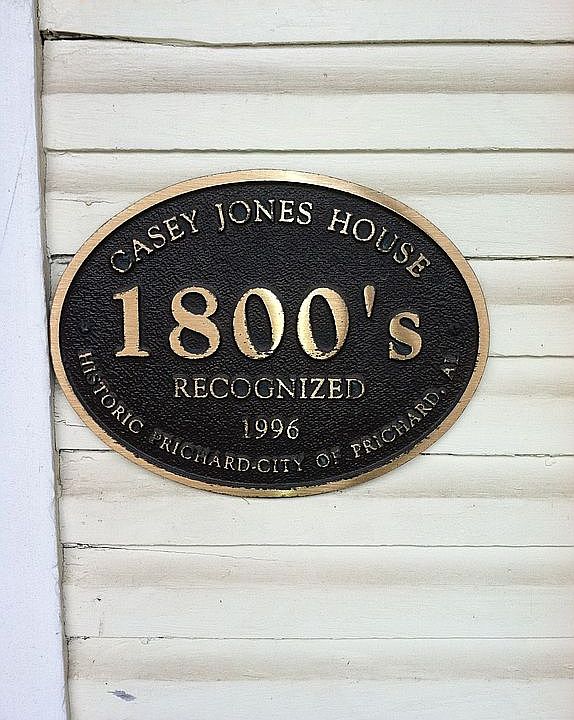 CASEY JONES HOUSE
1800's
RECOGNIZED
1996
HISTORIC PRICHARD-CITY OF PRICHARD, AL